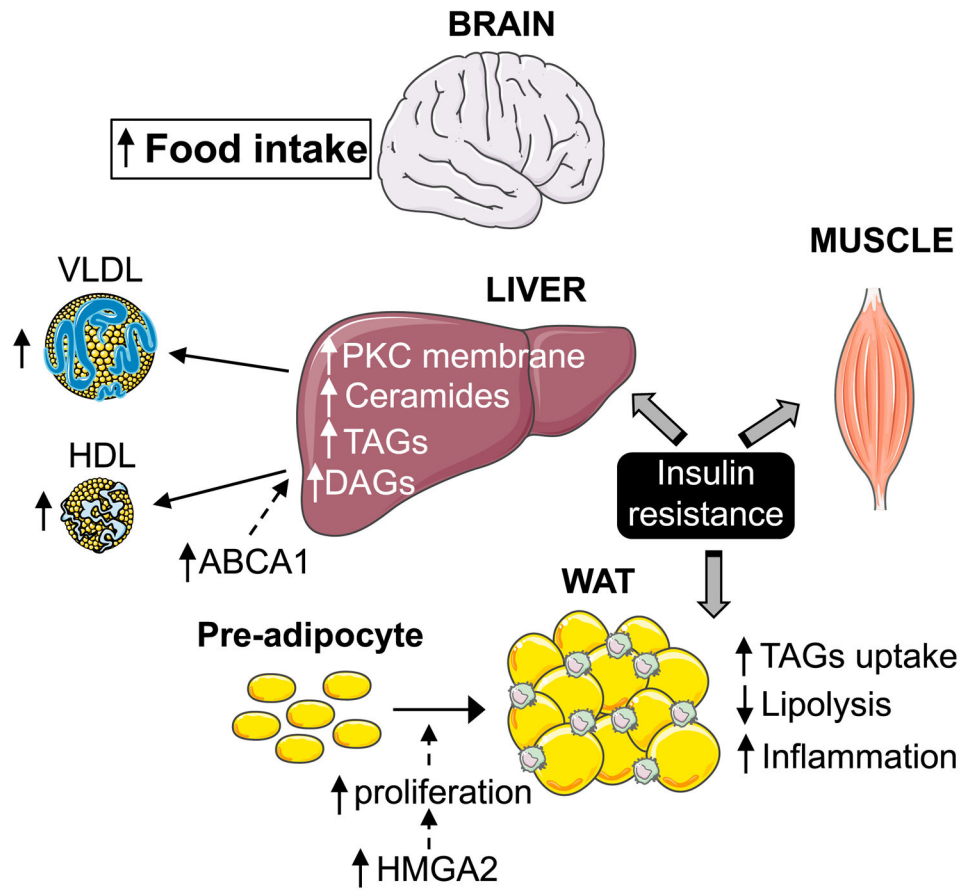 BRAIN
↑ Food intake
MUSCLE
VLDL
↑
LIVER
↑ PKC membrane
↑ Ceramides
↑ TAGs
↑ DAGs
HDL
↑
↑ ABCA1
Insulin
resistance
WAT
Pre-adipocyte
↑ TAGs uptake
↓ Lipolysis
↑ Inflammation
↑ proliferation
↑ HMGA2